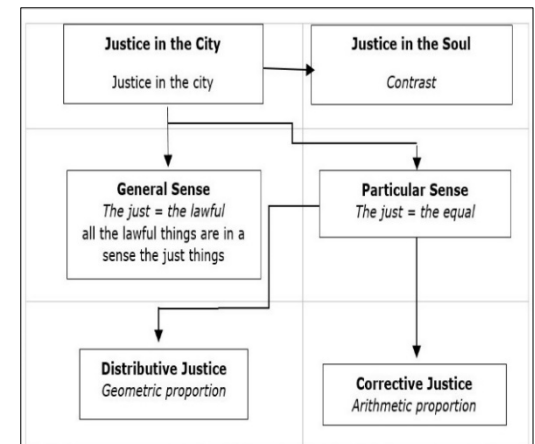 Justice in the City
Justice in the city
Justice in the Soul
Contrast
General Sense
The just = the lawful
all the lawful things are in a
sense the just things
Particular Sense
The just = the equal
Distributive Justice
Geometric proportion
Corrective Justice
Arithmetic proportion